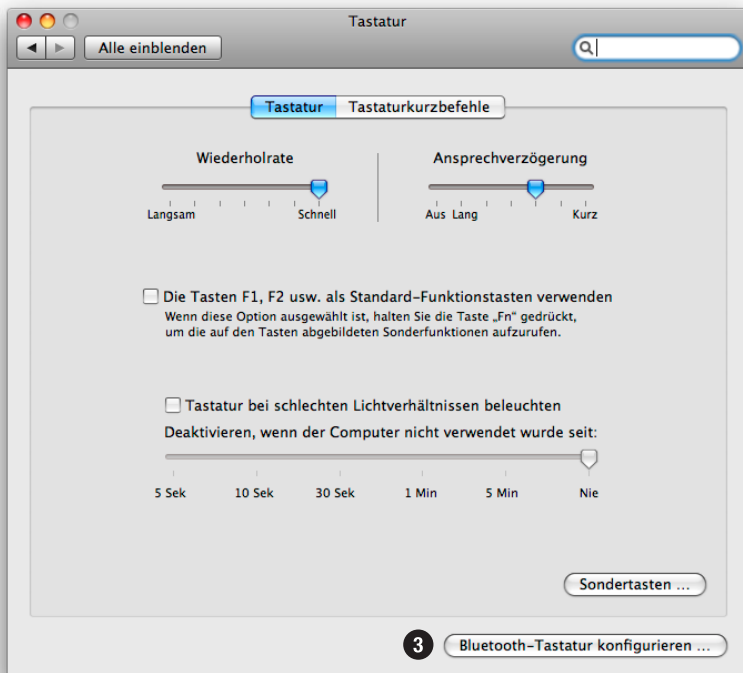 Tastatur
Alle einblenden
Tastatur Tastaturkurzbefehle
Wiederholrate Ansprechverzögerung
Langsam Schnell Aus Lang Kurz
Die Tasten F1, F2 usw. als Standard-Funktionstasten verwenden
Wenn diese Option ausgewählt ist, halten Sie die Taste „Fn“ gedrückt,
um die auf den Tasten abgebildeten Sonderfunktionen aufzurufen.
Tastatur bei schlechten Lichtverhältnissen beleuchten
Deaktivieren, wenn der Computer nicht verwendet wurde seit:
5 Sek 10 Sek 30 Sek 1 Min 5 Min Nie
Sondertasten ...
3 Bluetooth-Tastatur konfigurieren ...